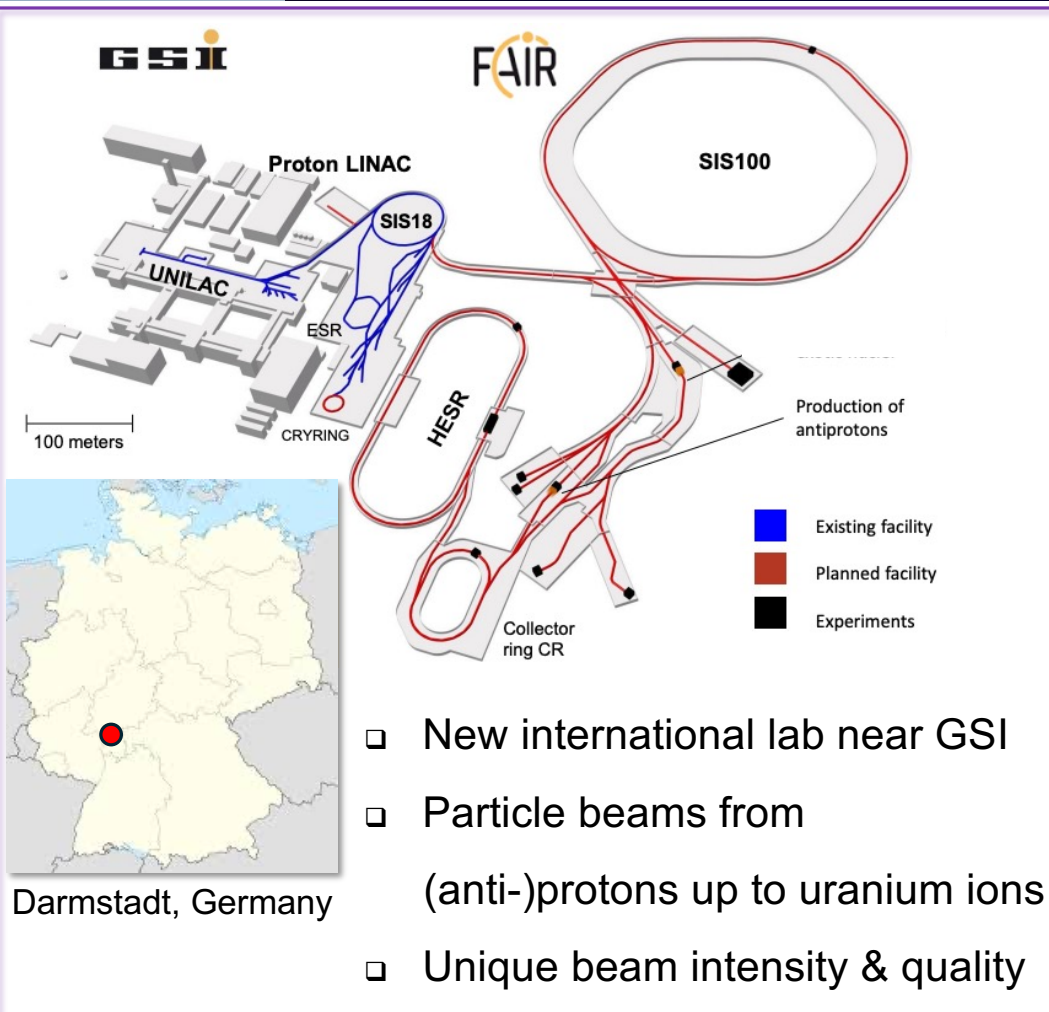 GSI
FAIR
Proton LINAC
SIS100
SIS18
UNILAC
ESR
HESR
CRYRING
100 meters
Production of
antiprotons
Existing facility
Planned facility
Experiments
Collector
ring CR
Darmstadt, Germany
❑ New international lab near GSI
❑ Particle beams from
(anti-)protons up to uranium ions
❑ Unique beam intensity & quality